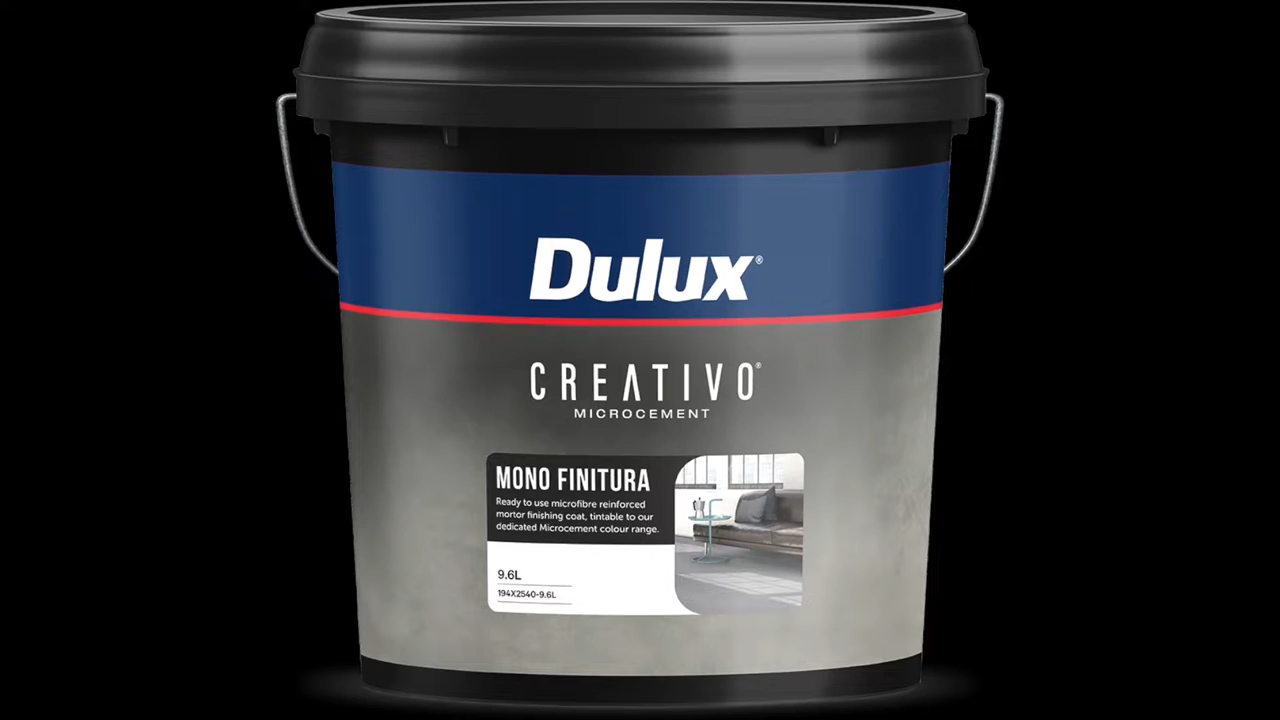 Dulux®
CREATIVO®
MICROCEMENT
MONO FINITURA
Ready to use microfibre reinforced
mortor finishing coat, tintable to our
dedicated Microcement colour range.
9.6L
194X2540-9.6L